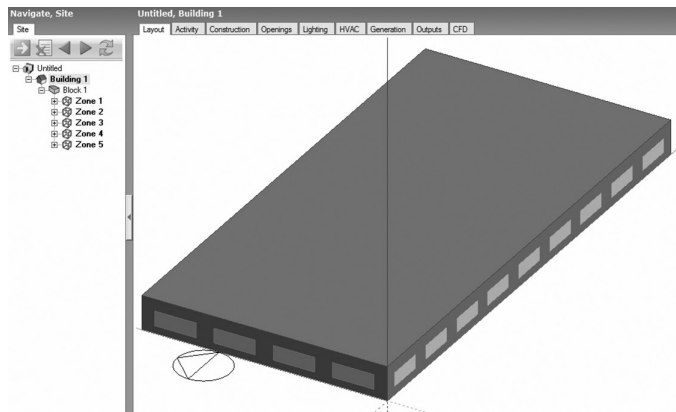 Navigate, Site
Untitled, Building 1
Site
Layout Activity Construction Openings Lighting HVAC Generation Outputs CFD
Untitled
Building 1
Block 1
Zone 1
Zone 2
Zone 3
Zone 4
Zone 5